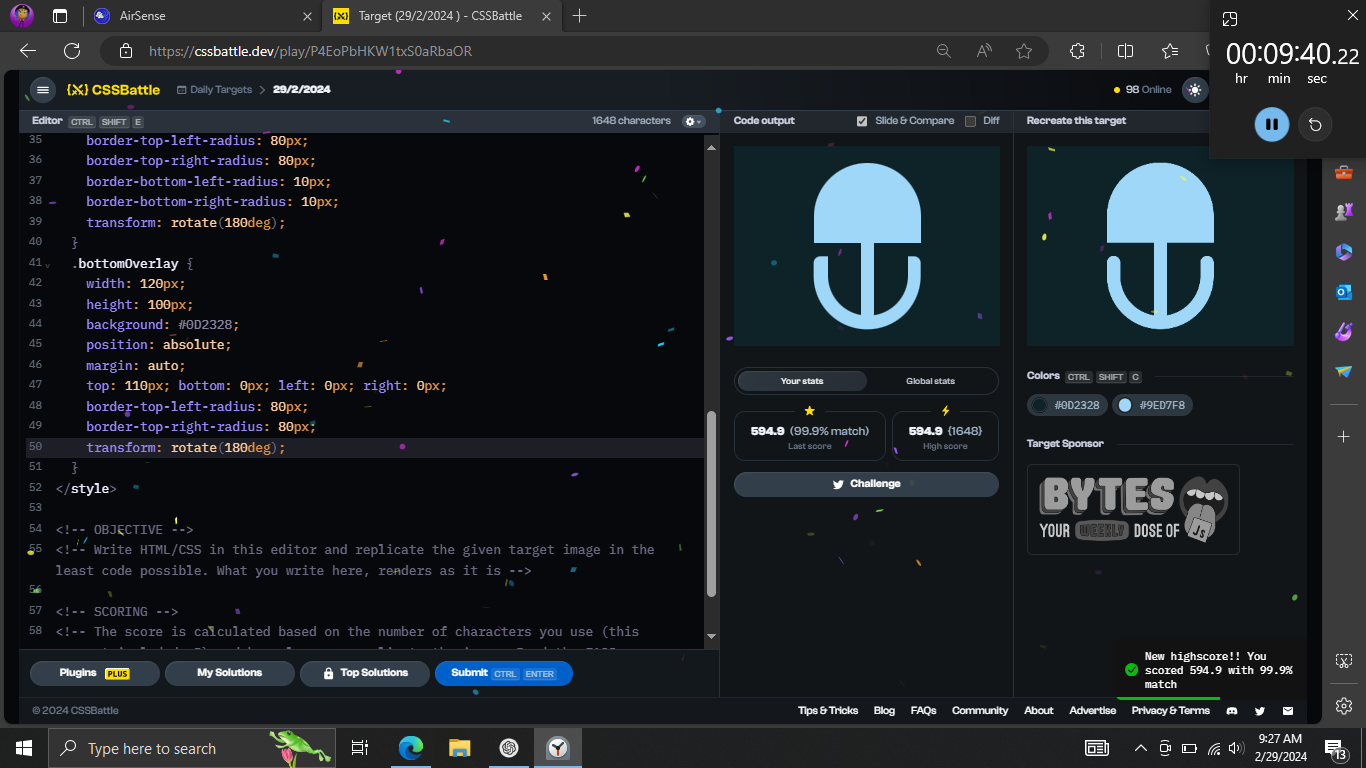 AirSense
Target (29/2/2024 ) - CSSBattle
https://cssbattle.dev/play/P4EoPbHKW1txS0aRbaOR
00:09:40.22
hr min sec
CSSBattle
Daily Targets > 29/2/2024
98 Online
Editor CTRL SHIFT E
1648 characters
Code output
Slide & Compare
Diff
Recreate this target
35 border-top-left-radius: 80px;
36 border-top-right-radius: 80px;
37 border-bottom-left-radius: 10px;
38 border-bottom-right-radius: 10px;
39 transform: rotate(180deg);
40 }
41 .bottomOverlay {
42 width: 120px;
43 height: 100px;
44 background: #0D2328;
45 position: absolute;
46 margin: auto;
47 top: 110px; bottom: 0px; left: 0px; right: 0px;
48 border-top-left-radius: 80px;
49 border-top-right-radius: 80px;
50 transform: rotate(180deg);
51 }
52 </style>
53
54 <!-- OBJECTIVE -->
55 <!-- Write HTML/CSS in this editor and replicate the given target image in the
least code possible. What you write here, renders as it is -->
56
57 <!-- SCORING -->
58 <!-- The score is calculated based on the number of characters you use (this
Your stats
Global stats
594.9 (99.9% match)
Last score
594.9 {1648}
High score
Challenge
Colors CTRL SHIFT C
#0D2328
#9ED7F8
Target Sponsor
BYTES
YOUR WEEKLY DOSE OF JS
New highscore!! You
scored 594.9 with 99.9%
match
Plugins PLUS
My Solutions
Top Solutions
Submit CTRL ENTER
© 2024 CSSBattle
Tips & Tricks
Blog
FAQs
Community
About
Advertise
Privacy & Terms
Type here to search
9:27 AM
2/29/2024
13